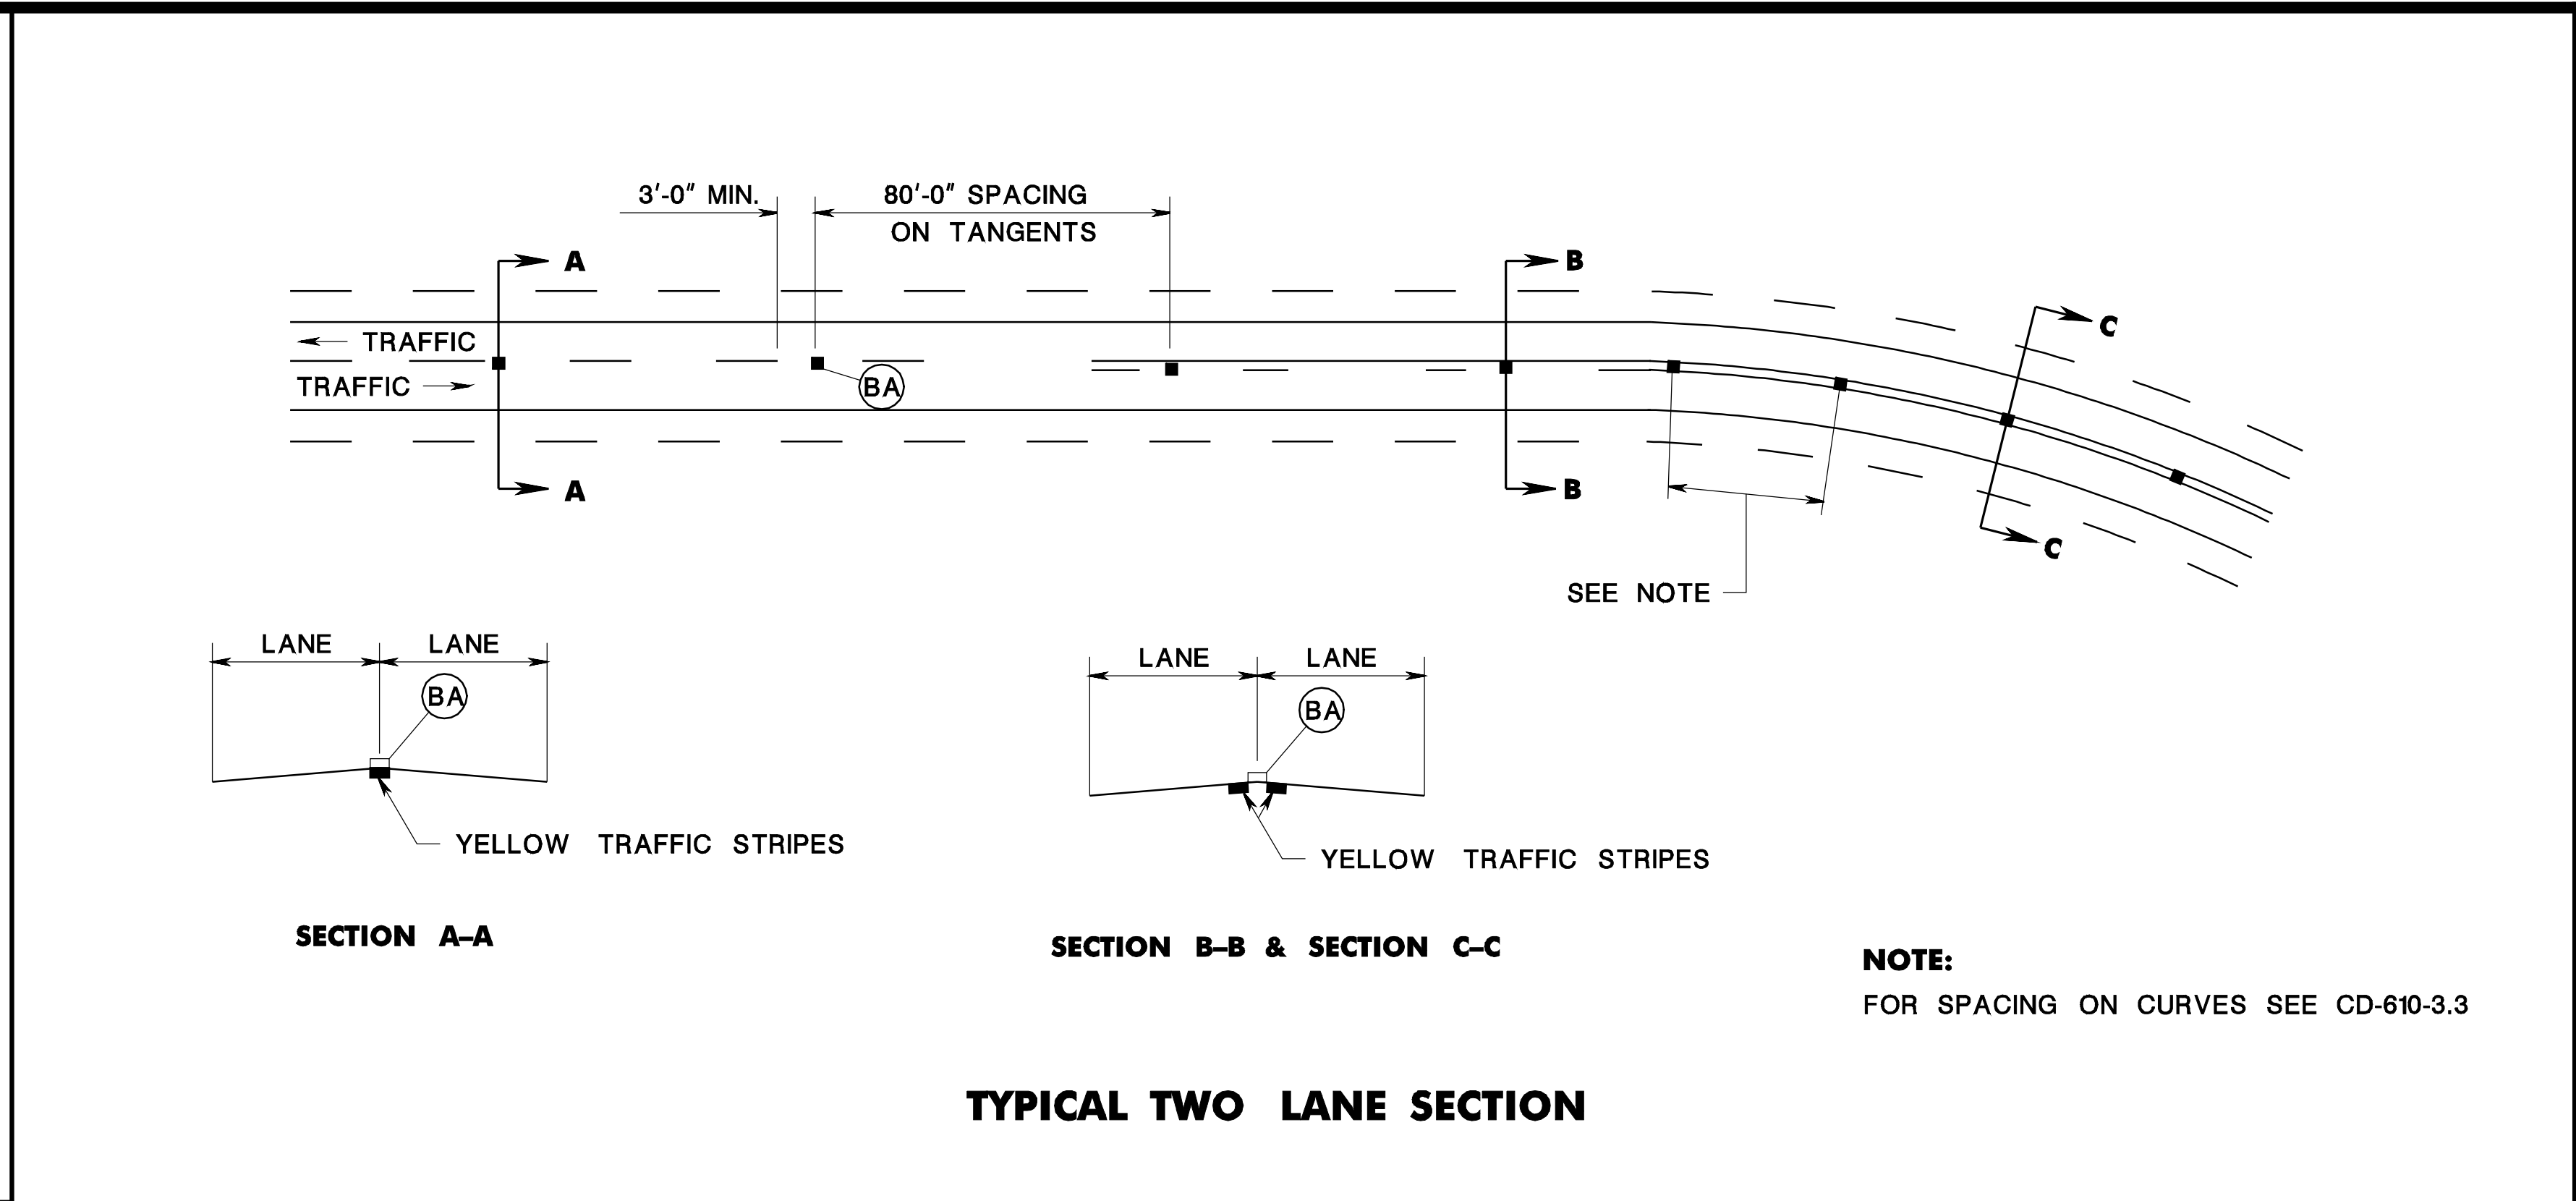 3'-0" MIN.
80'-0" SPACING
ON TANGENTS
A
B
C
TRAFFIC
TRAFFIC
BA
A
B
C
SEE NOTE
LANE LANE
BA
YELLOW TRAFFIC STRIPES
SECTION A-A
LANE LANE
BA
YELLOW TRAFFIC STRIPES
SECTION B-B & SECTION C-C
NOTE:
FOR SPACING ON CURVES SEE CD-610-3.3
TYPICAL TWO LANE SECTION